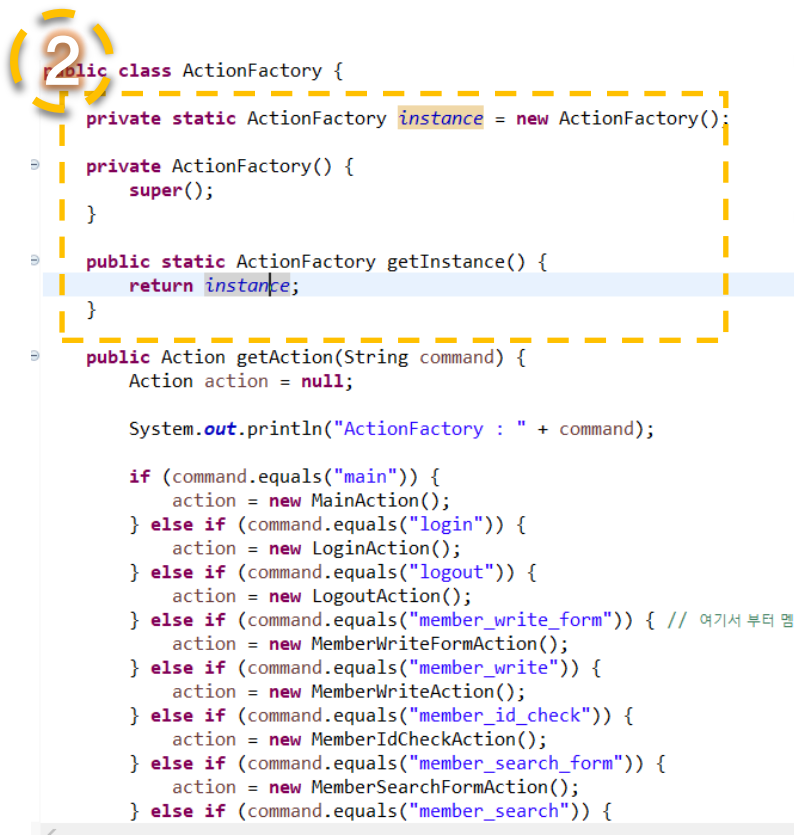 2
public class ActionFactory {
private static ActionFactory instance = new ActionFactory();
private ActionFactory() {
super();
}
public static ActionFactory getInstance() {
return instance;
}
public Action getAction(String command) {
Action action = null;
System.out.println("ActionFactory : " + command);
if (command.equals("main")) {
action = new MainAction();
} else if (command.equals("login")) {
action = new LoginAction();
} else if (command.equals("logout")) {
action = new LogoutAction();
} else if (command.equals("member_write_form")) { // 여기서 부터 멤
action = new MemberWriteFormAction();
} else if (command.equals("member_write")) {
action = new MemberWriteAction();
} else if (command.equals("member_id_check")) {
action = new MemberIdCheckAction();
} else if (command.equals("member_search_form")) {
action = new MemberSearchFormAction();
} else if (command.equals("member_search")) {